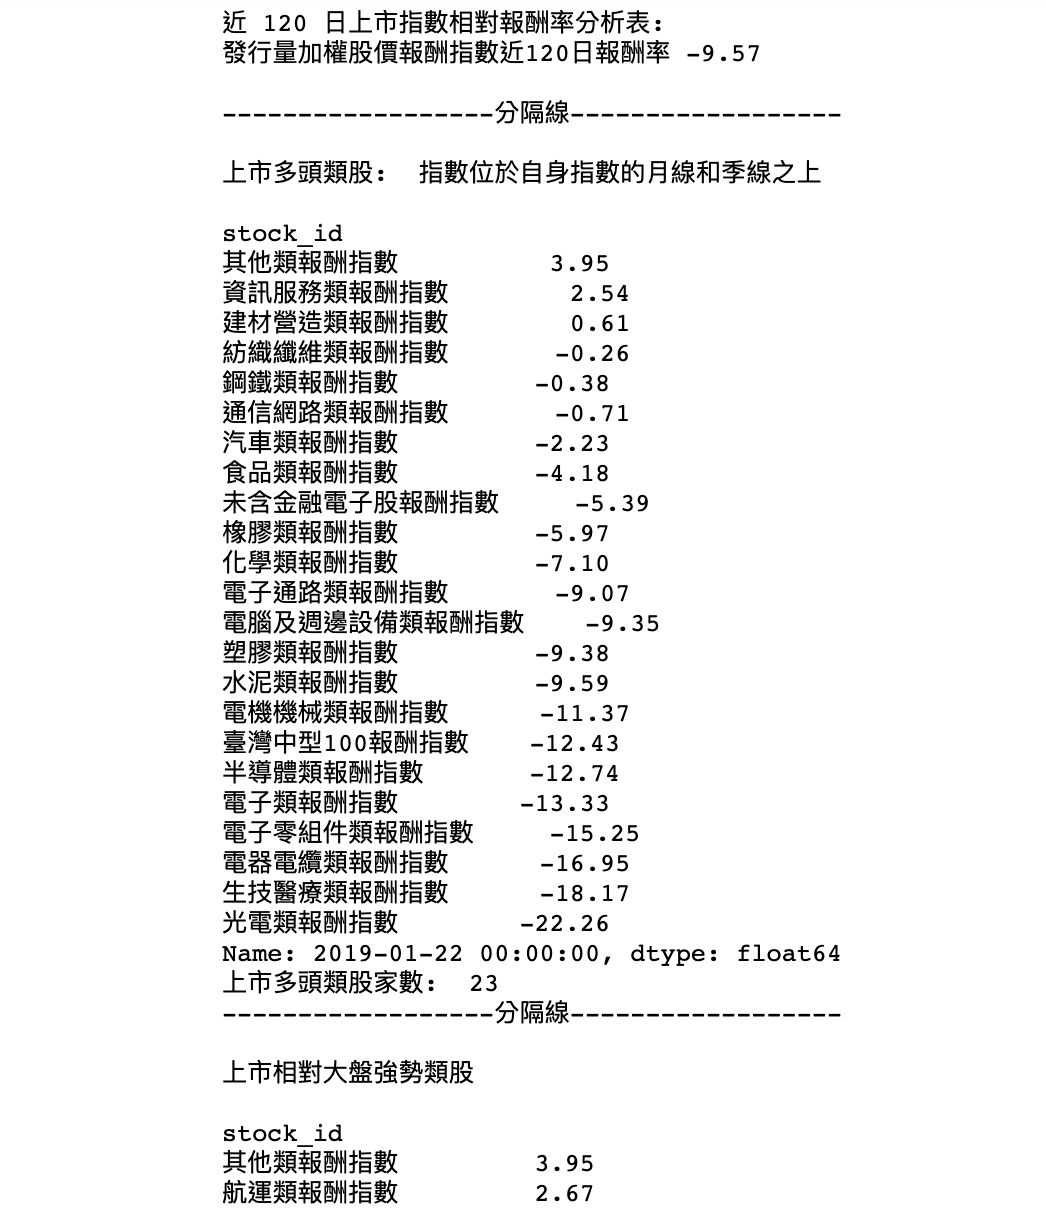 近 120 日上市指數相對報酬率分析表:
發行量加權股價報酬指數近120日報酬率 -9.57
------------------分隔線------------------
上市多頭類股: 指數位於自身指數的月線和季線之上
stock_id
其他類報酬指數 3.95
資訊服務類報酬指數 2.54
建材營造類報酬指數 0.61
紡織纖維類報酬指數 -0.26
鋼鐵類報酬指數 -0.38
通信網路類報酬指數 -0.71
汽車類報酬指數 -2.23
食品類報酬指數 -4.18
未含金融電子股報酬指數 -5.39
橡膠類報酬指數 -5.97
化學類報酬指數 -7.10
電子通路類報酬指數 -9.07
電腦及週邊設備類報酬指數 -9.35
塑膠類報酬指數 -9.38
水泥類報酬指數 -9.59
電機機械類報酬指數 -11.37
臺灣中型100報酬指數 -12.43
半導體類報酬指數 -12.74
電子類報酬指數 -13.33
電子零組件類報酬指數 -15.25
電器電纜類報酬指數 -16.95
生技醫療類報酬指數 -18.17
光電類報酬指數 -22.26
Name: 2019-01-22 00:00:00, dtype: float64
上市多頭類股家數: 23
------------------分隔線------------------
上市相對大盤強勢類股
stock_id
其他類報酬指數 3.95
航運類報酬指數 2.67